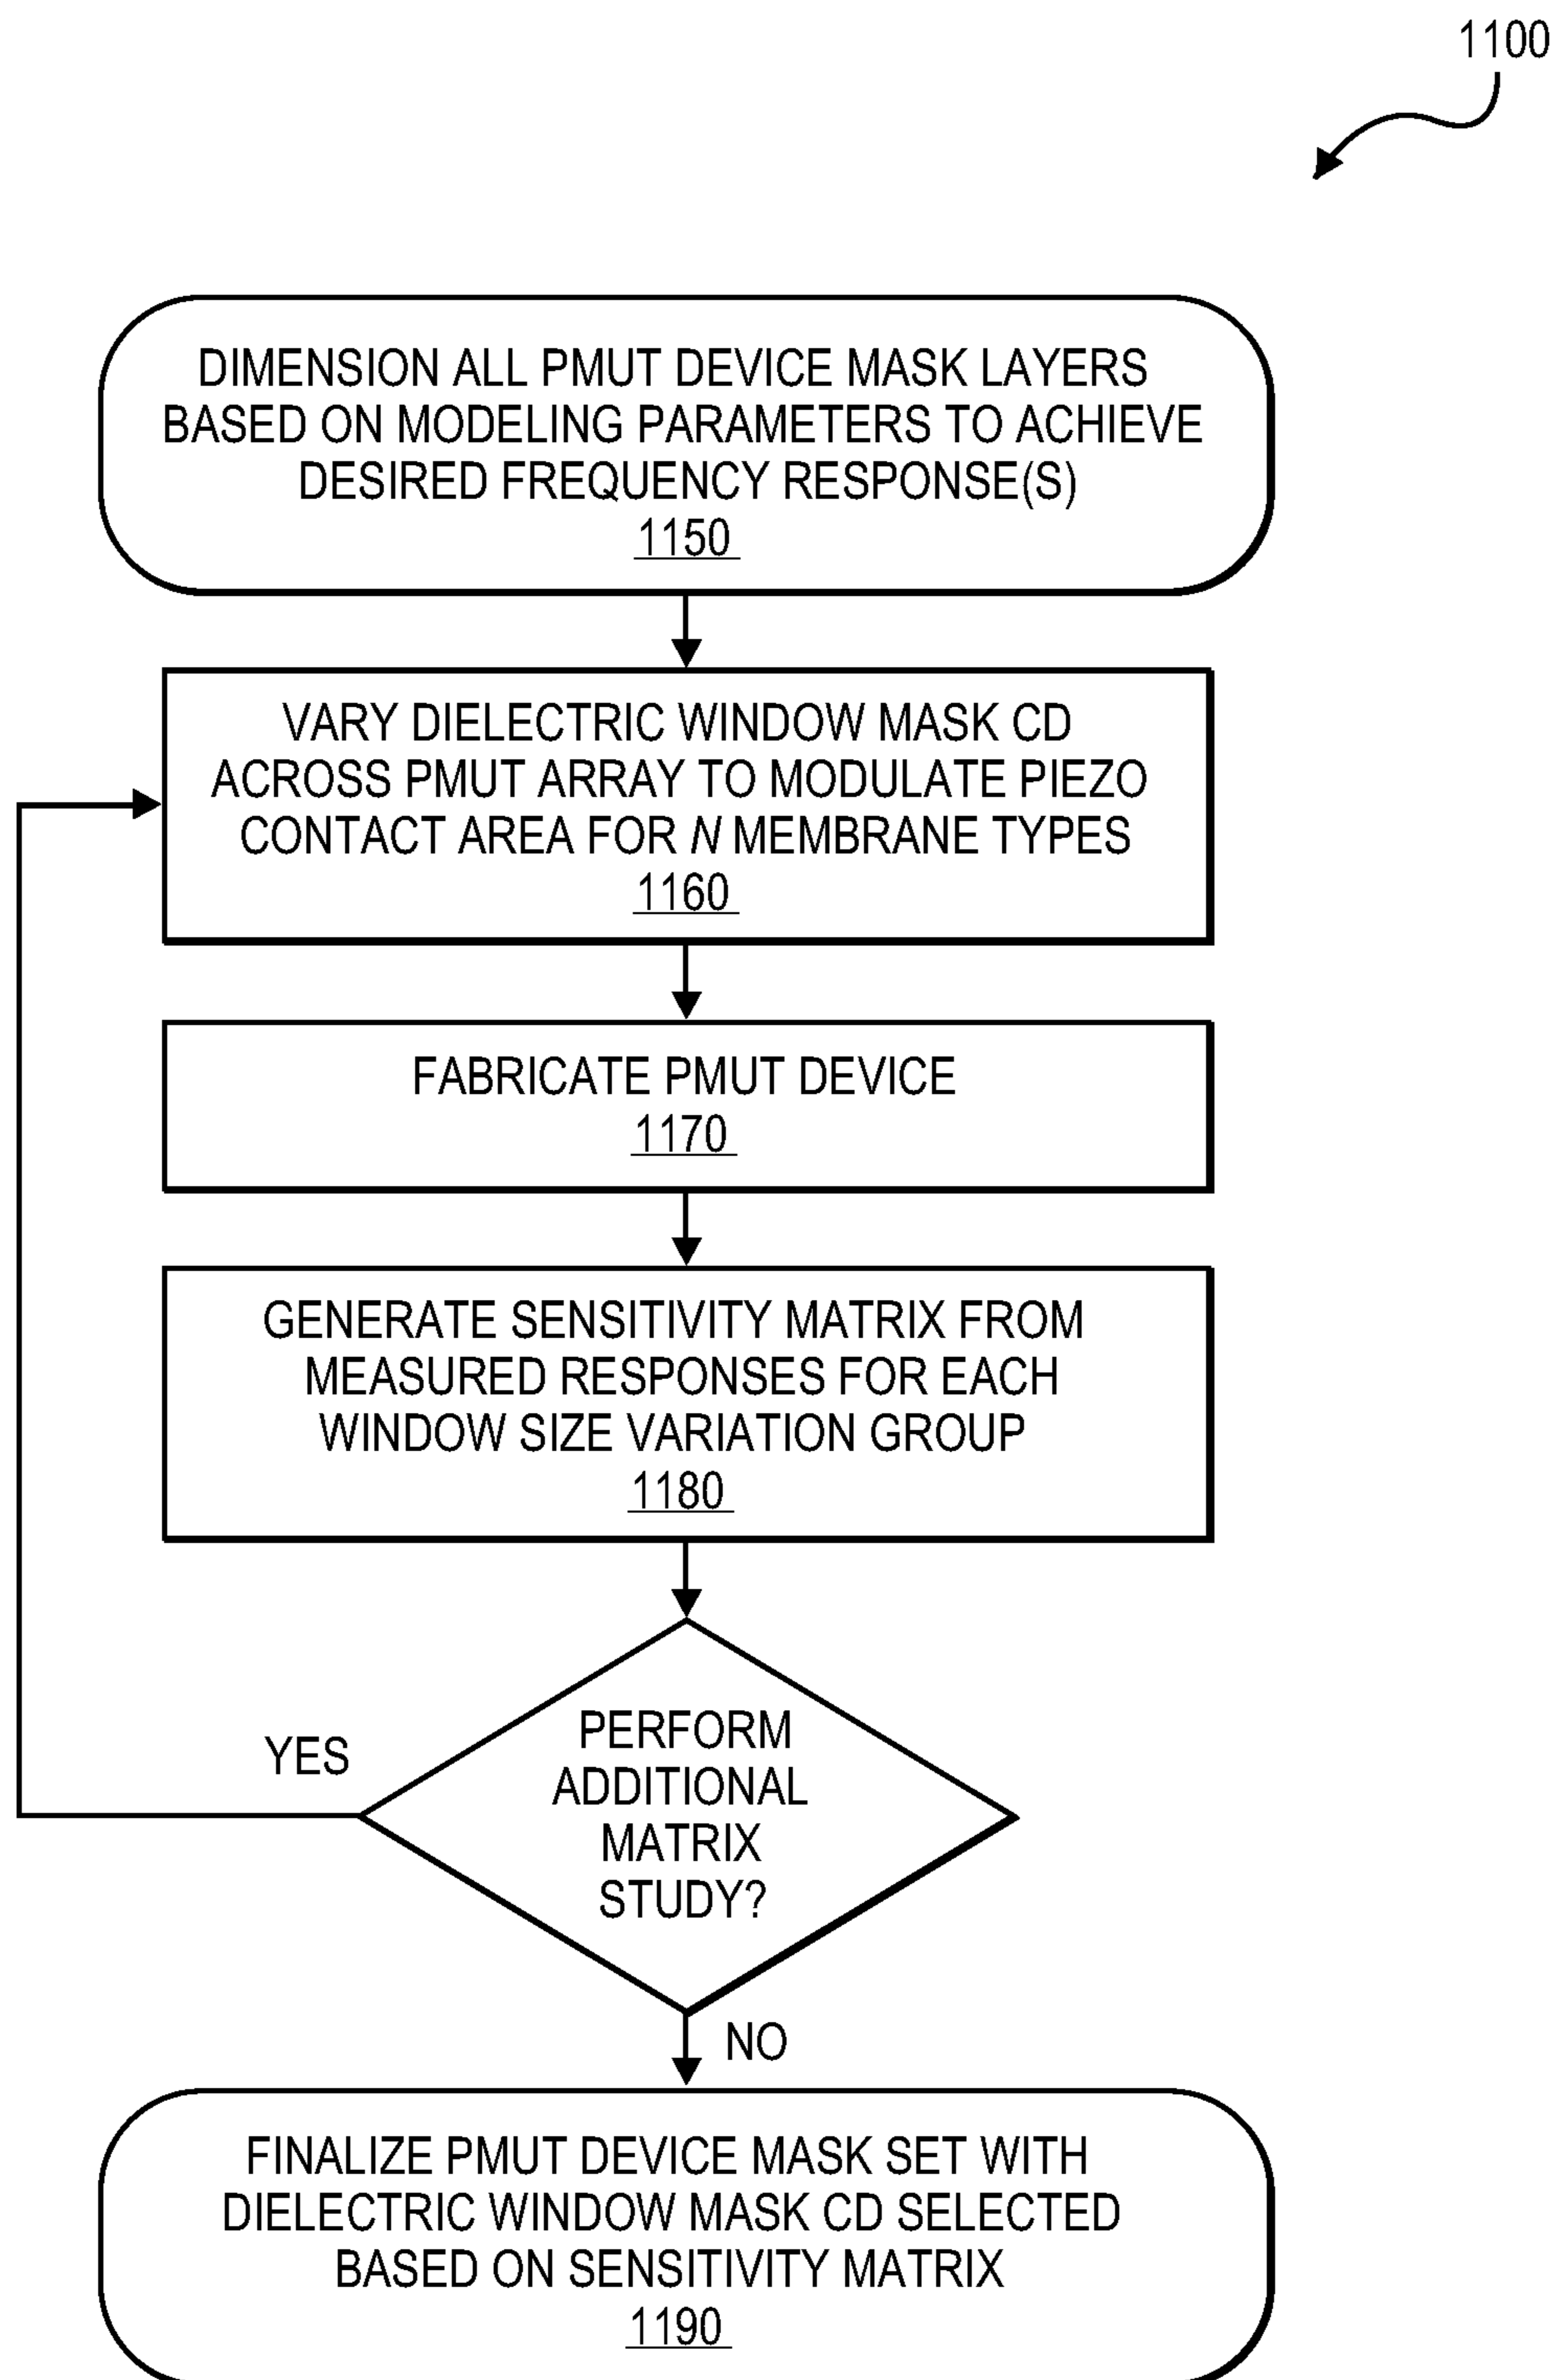 1100
DIMENSION ALL PMUT DEVICE MASK LAYERS
BASED ON MODELING PARAMETERS TO ACHIEVE
DESIRED FREQUENCY RESPONSE(S)
1150
VARY DIELECTRIC WINDOW MASK CD
ACROSS PMUT ARRAY TO MODULATE PIEZO
CONTACT AREA FOR N MEMBRANE TYPES
1160
FABRICATE PMUT DEVICE
1170
GENERATE SENSITIVITY MATRIX FROM
MEASURED RESPONSES FOR EACH
WINDOW SIZE VARIATION GROUP
1180
YES
PERFORM
ADDITIONAL
MATRIX
STUDY?
NO
FINALIZE PMUT DEVICE MASK SET WITH
DIELECTRIC WINDOW MASK CD SELECTED
BASED ON SENSITIVITY MATRIX
1190